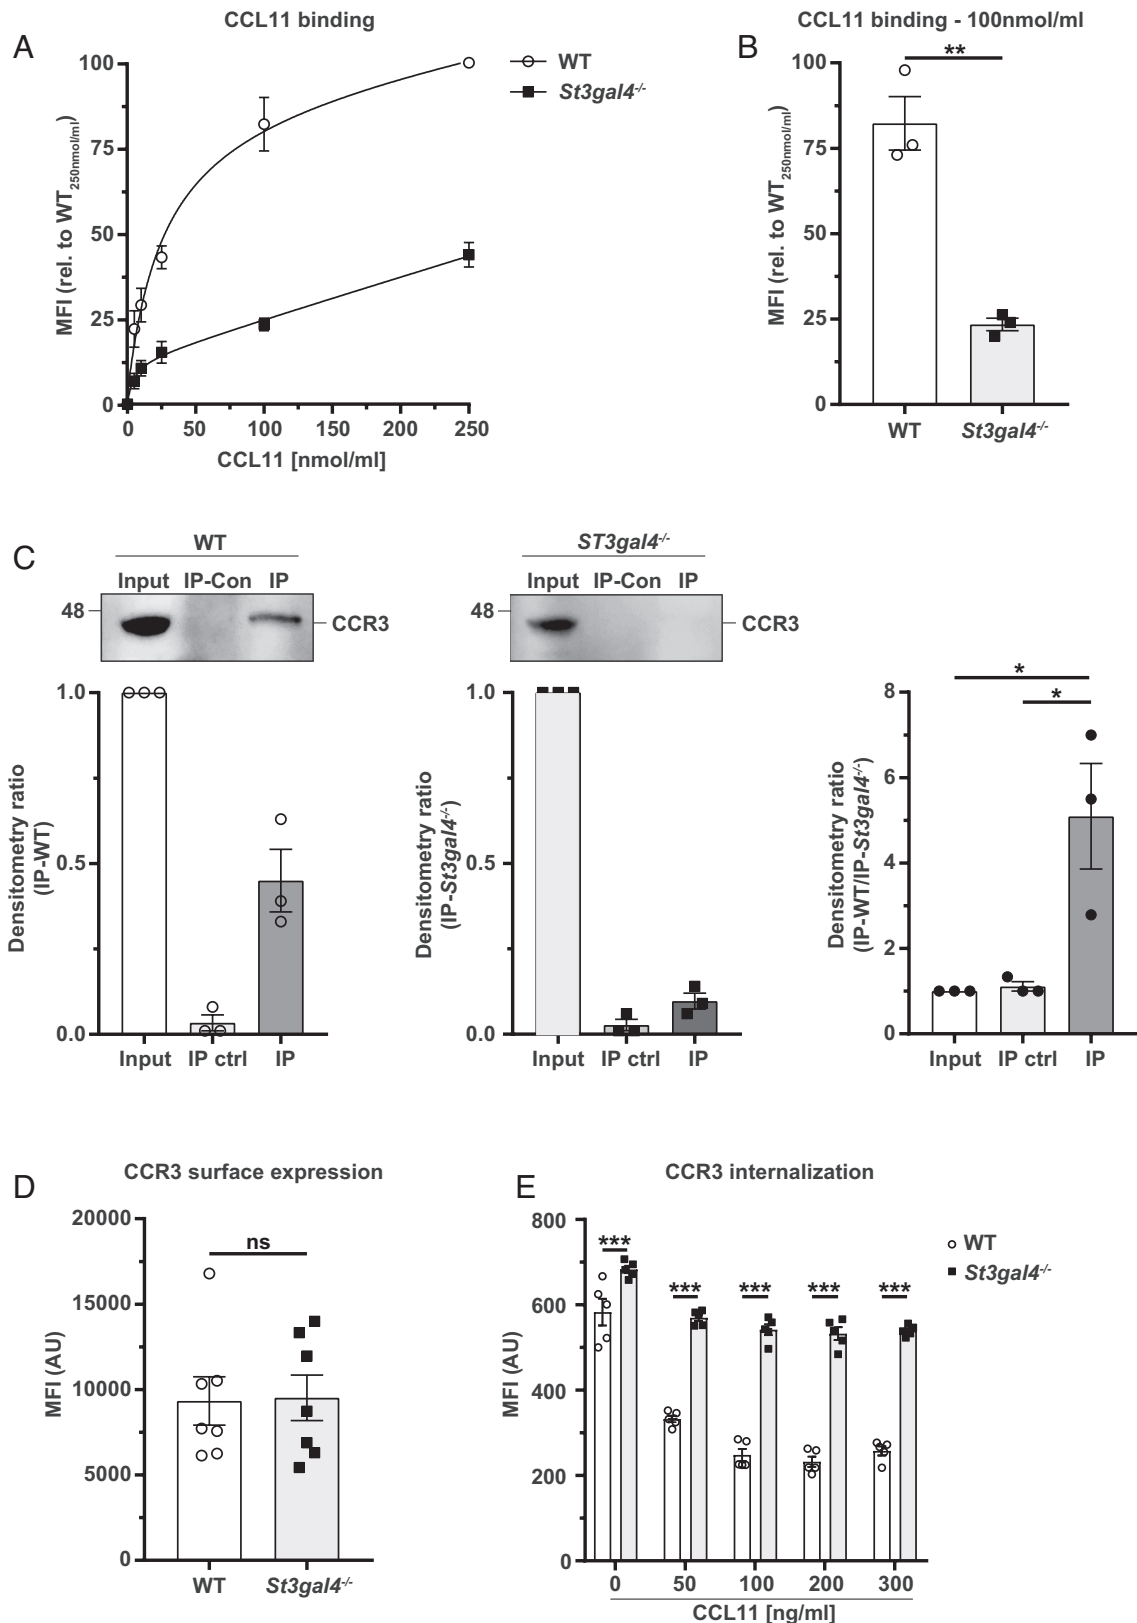 A
CCL11 binding
100
75
50
25
0
MFI (rel. to WT250nmol/ml)
0 50 100 150 200 250
CCL11 [nmol/ml]
WT
St3gal4-/-
B
CCL11 binding - 100nmol/ml
**
100
75
50
25
0
MFI (rel. to WT250nmol/ml)
WT St3gal4-/-
C
WT
Input IP-Con IP
48
CCR3
1.0
0.5
0.0
Densitometry ratio
(IP-WT)
Input IP ctrl IP
ST3gal4-/-
Input IP-Con IP
48
CCR3
1.0
0.5
0.0
Densitometry ratio
(IP-St3gal4-/-)
Input IP ctrl IP
*
*
8
6
4
2
0
Densitometry ratio
(IP-WT/IP-St3gal4-/-)
Input IP ctrl IP
D
CCR3 surface expression
ns
20000
15000
10000
5000
0
MFI (AU)
WT St3gal4-/-
E
CCR3 internalization
800
600
400
200
0
MFI (AU)
*** *** *** *** ***
0 50 100 200 300
CCL11 [ng/ml]
WT
St3gal4-/-